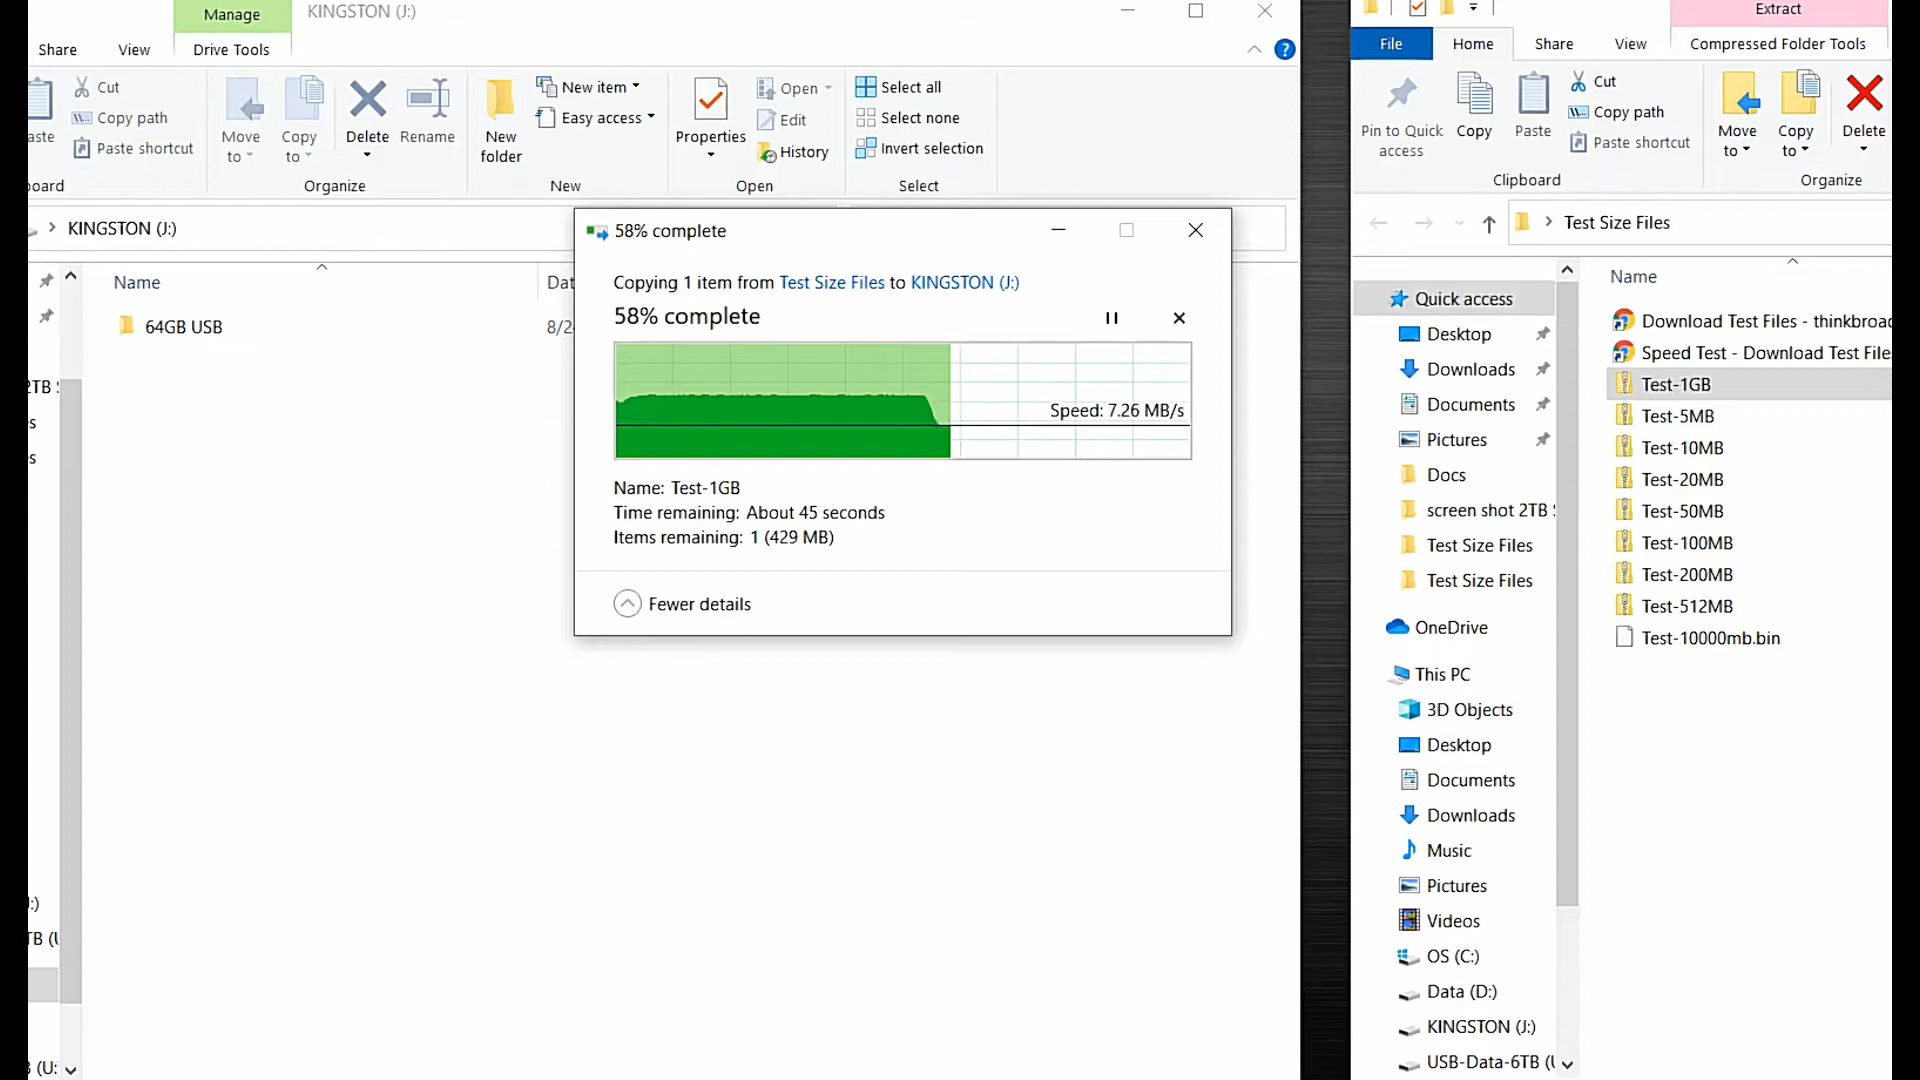 Manage
KINGSTON (J:)
Share
View
Drive Tools
aste
Cut
Copy path
Paste shortcut
board
Move to
Copy to
Delete
Rename
Organize
New folder
New item
Easy access
New
Properties
Open
Edit
History
Open
Select all
Select none
Invert selection
Select
KINGSTON (J:)
Name
Dat
64GB USB
8/2
2TB
s
s
J:)
TB (U
B (U:
58% complete
Copying 1 item from Test Size Files to KINGSTON (J:)
58% complete
Speed: 7.26 MB/s
Name: Test-1GB
Time remaining: About 45 seconds
Items remaining: 1 (429 MB)
Fewer details
Extract
File
Home
Share
View
Compressed Folder Tools
Pin to Quick access
Copy
Paste
Cut
Copy path
Paste shortcut
Clipboard
Move to
Copy to
Delete
Organize
Test Size Files
Name
Quick access
Desktop
Downloads
Documents
Pictures
Docs
screen shot 2TB
Test Size Files
Test Size Files
OneDrive
This PC
3D Objects
Desktop
Documents
Downloads
Music
Pictures
Videos
OS (C:)
Data (D:)
KINGSTON (J:)
USB-Data-6TB (U
Download Test Files - thinkbroad
Speed Test - Download Test Files
Test-1GB
Test-5MB
Test-10MB
Test-20MB
Test-50MB
Test-100MB
Test-200MB
Test-512MB
Test-10000mb.bin